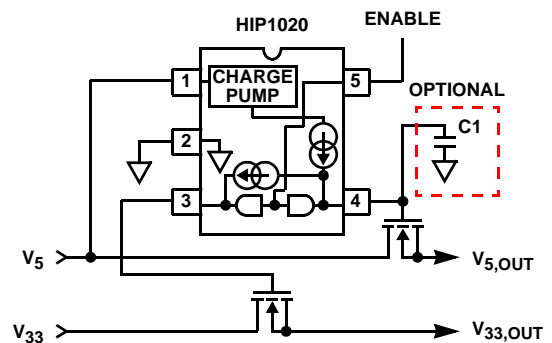 HIP1020
ENABLE
1
CHARGE
PUMP
5
OPTIONAL
C1
2
3
4
V5
V5,OUT
V33
V33,OUT